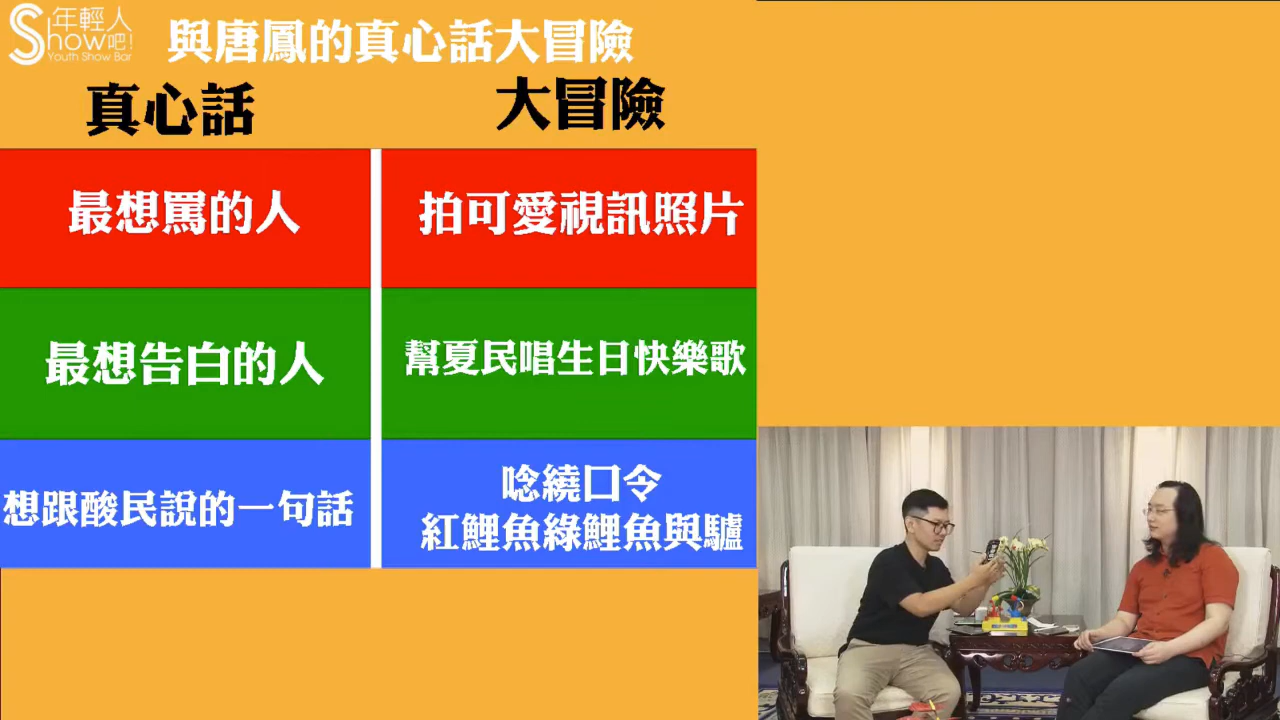 年輕人
Show吧!
Youth Show Bar
與唐鳳的真心話大冒險
真心話
大冒險
最想罵的人
拍可愛視訊照片
最想告白的人
幫夏民唱生日快樂歌
想跟酸民說的一句話
唸繞口令
紅鯉魚綠鯉魚與驢